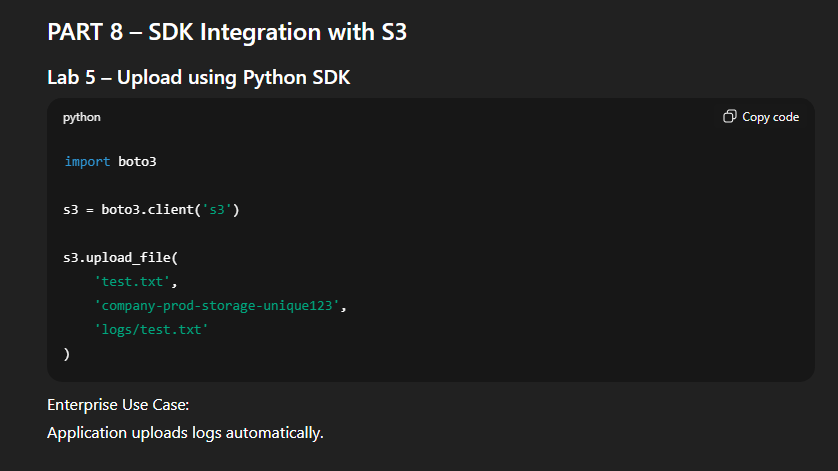 PART 8 – SDK Integration with S3
Lab 5 – Upload using Python SDK
python
Copy code
import boto3
s3 = boto3.client('s3')
s3.upload_file(
'test.txt',
'company-prod-storage-unique123',
'logs/test.txt'
)
Enterprise Use Case:
Application uploads logs automatically.